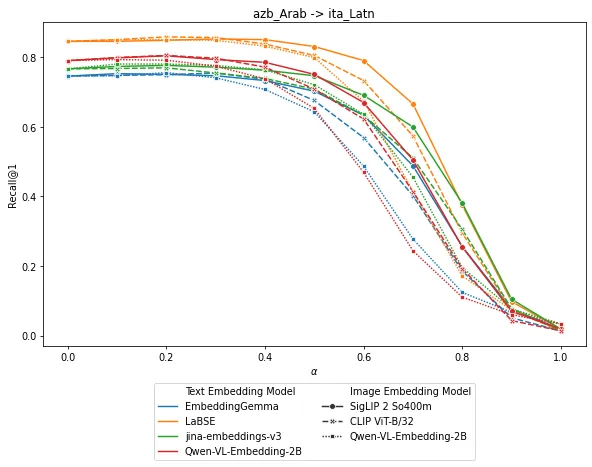 azb_Arab -> ita_Latn
Recall@1
0.8
0.6
0.4
0.2
0.0
0.0 0.2 0.4 0.6 0.8 1.0
α
Text Embedding Model
EmbeddingGemma
LaBSE
jina-embeddings-v3
Qwen-VL-Embedding-2B
Image Embedding Model
SigLIP 2 So400m
CLIP ViT-B/32
Qwen-VL-Embedding-2B